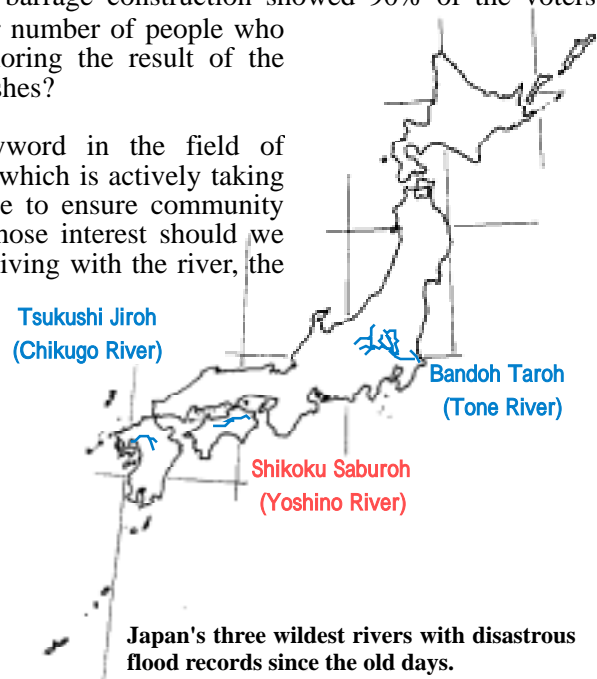 barrage construction showed 90% of the voters
number of people who
oring the result of the
shes?
word in the field of
which is actively taking
e to ensure community
hose interest should we
iving with the river, the
Tsukushi Jiroh
(Chikugo River)
Bandoh Taroh
(Tone River)
Shikoku Saburoh
(Yoshino River)
Japan's three wildest rivers with disastrous
flood records since the old days.